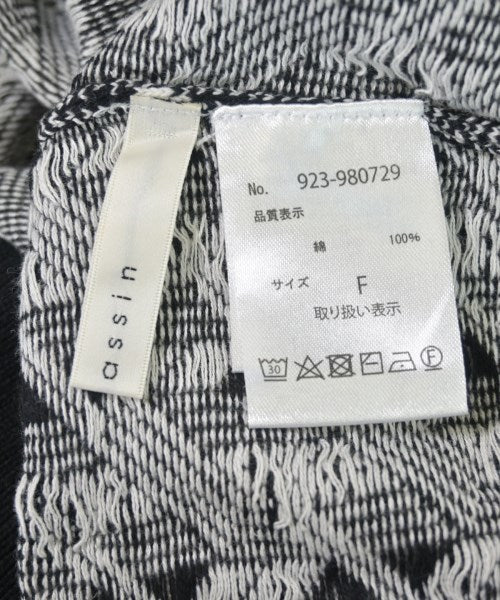 assin
No. 923-980729
品質表示
綿 100%
サイズ F
取り扱い表示
30
F